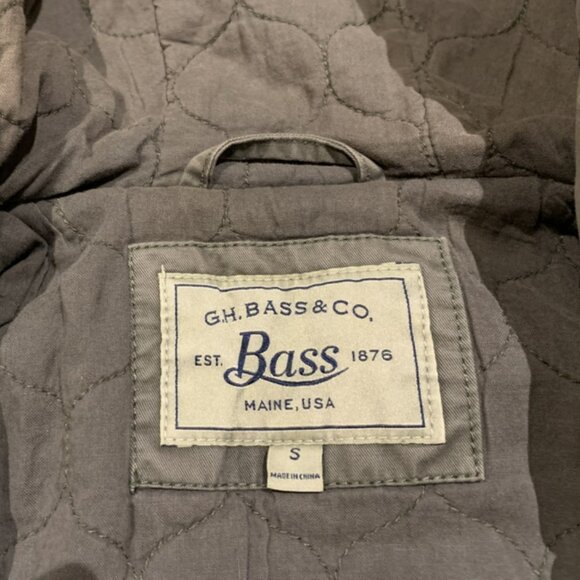 G.H. BASS & CO.
EST. Bass 1876
MAINE, USA
S
MADE IN CHINA